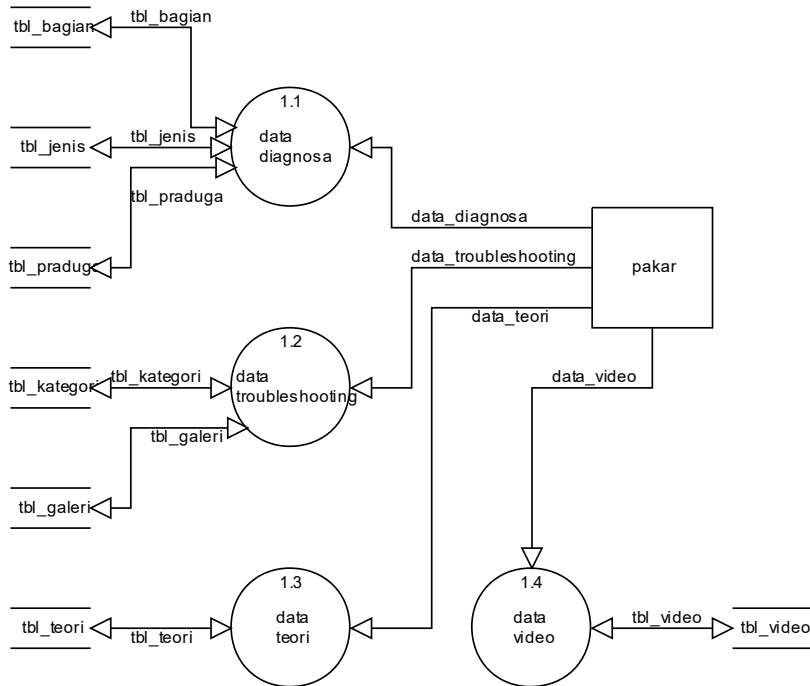 tbl_bagian
tbl_bagian
1.1
data
diagnosa
tbl_jenis
tbl_jenis
tbl_praduga
tbl_praduga
data_diagnosa
data_troubleshooting
data_teori
pakar
1.2
data
troubleshooting
tbl_kategori
tbl_kategori
data_video
tbl_galeri
tbl_galeri
1.3
data
teori
tbl_teori
tbl_teori
1.4
data
video
tbl_video
tbl_video